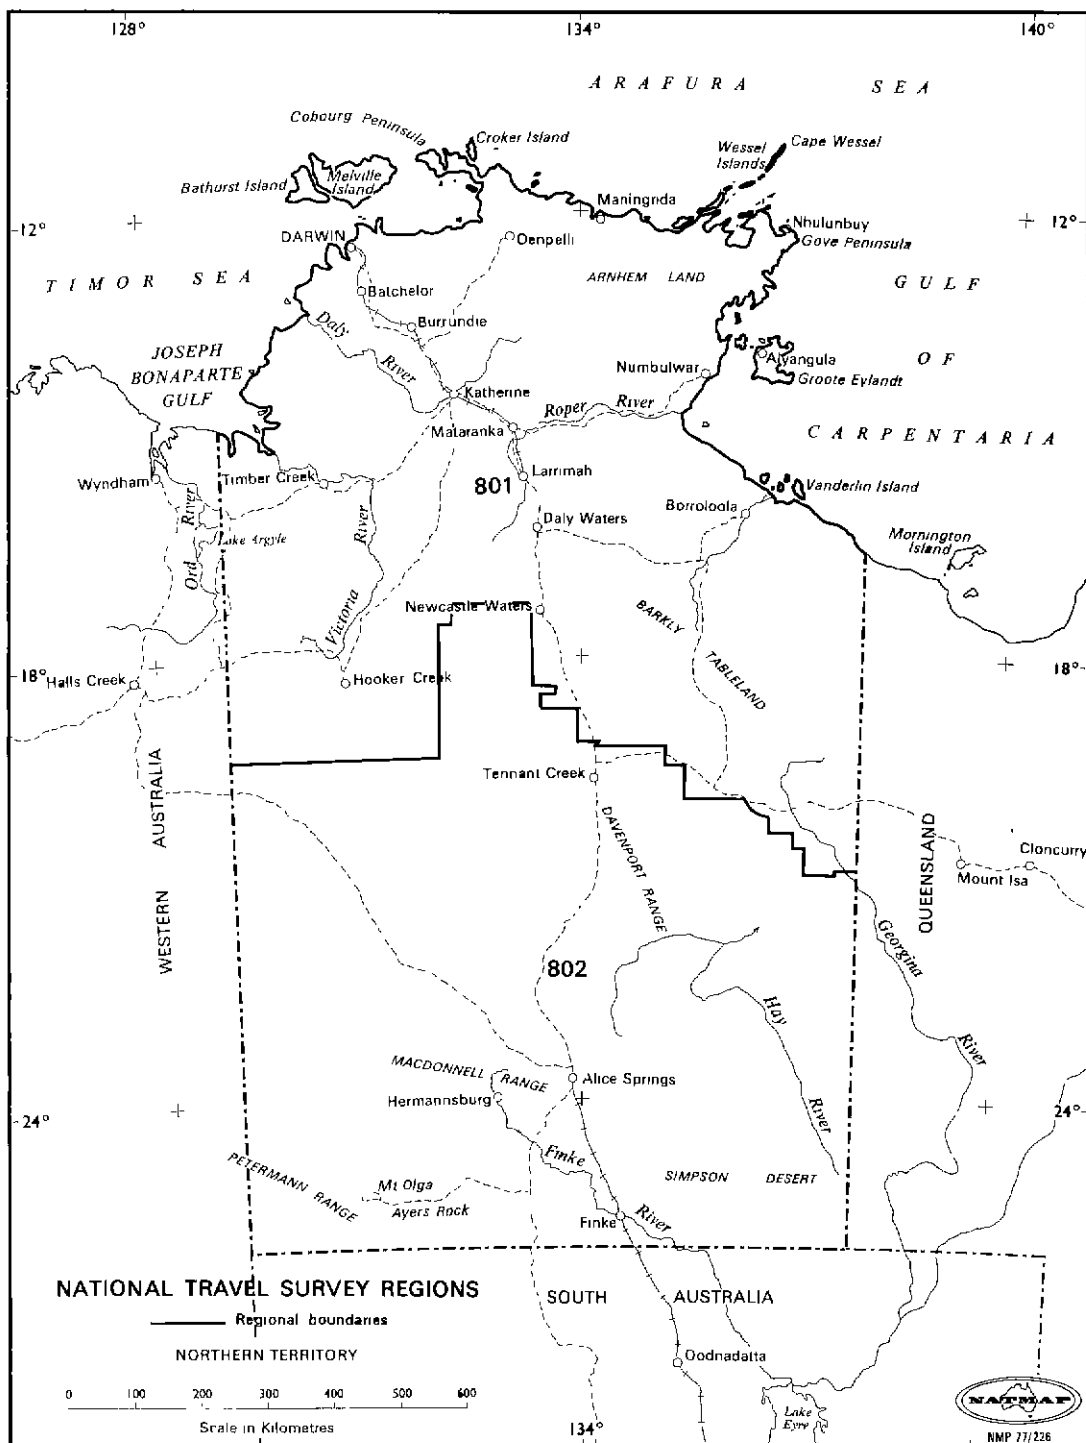 128°
134°
140°
ARAFURA SEA
Cobourg Peninsula
Croker Island
Cape Wessel
Wessel
Islands
Bathurst Island
Melville
Island
Maningrida
12°
12°
DARWIN
Oenpelli
Nhulunbuy
Gove Peninsula
TIMOR SEA
ARNHEM LAND
GULF
Batchelor
Burrundie
Daly
River
JOSEPH
BONAPARTE
GULF
Numbulwar
Alyangula
OF
Groote Eylandt
Katherine
Roper River
Mataranka
CARPENTARIA
Wyndham
Timber Creek
Larrimah
801
Vanderlin Island
River
Ord
Lake Argyle
River
Victoria
Daly Waters
Borroloola
Mornington
Island
Newcastle Waters
BARKLY
TABLELAND
18°
18°
Halls Creek
Hooker Creek
WESTERN AUSTRALIA
Tennant Creek
DAVENPORT RANGE
QUEENSLAND
Cloncurry
Mount Isa
Georgina
River
802
Hay
River
MACDONNELL RANGE
Alice Springs
Hermannsburg
24°
24°
Finke
River
PETERMANN RANGE
Mt Olga
Ayers Rock
SIMPSON DESERT
Finke
NATIONAL TRAVEL SURVEY REGIONS
Regional boundaries
NORTHERN TERRITORY
SOUTH AUSTRALIA
0 100 200 300 400 500 600
Scale in Kilometres
Oodnadatta
Lake
Eyre
134°
NATMAP
NMP 77/226